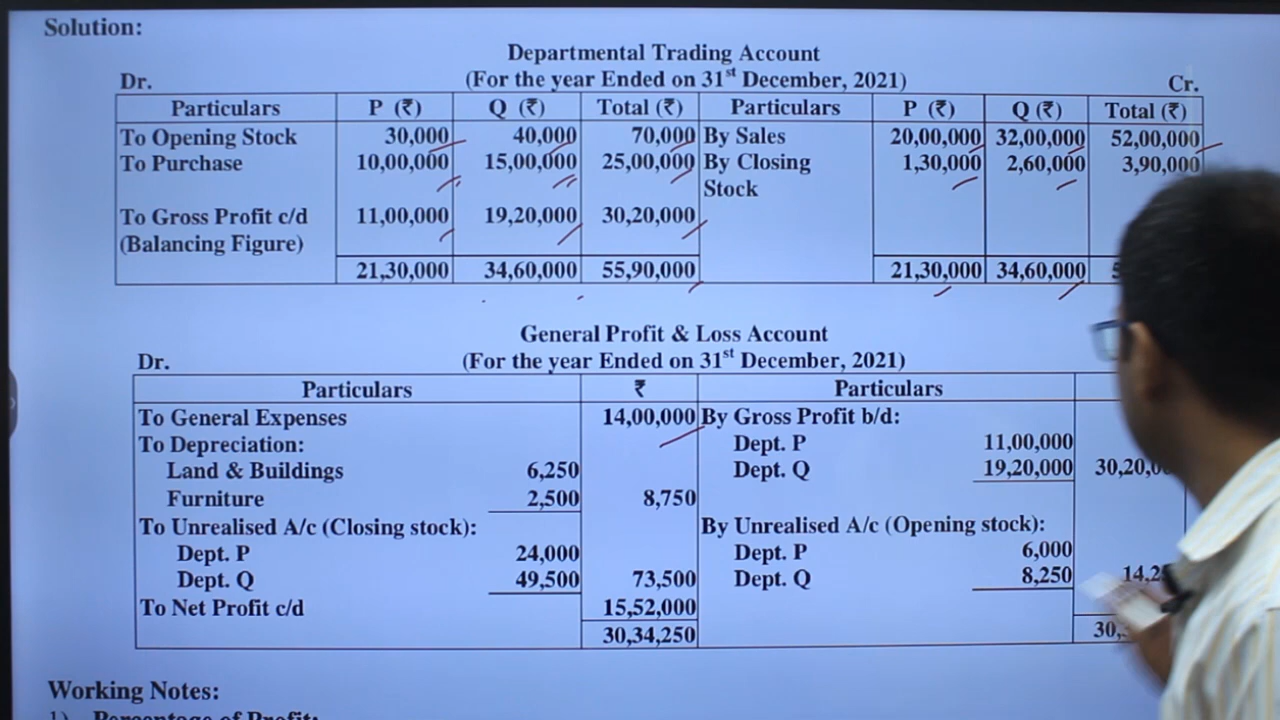 Solution:
Departmental Trading Account
Dr. (For the year Ended on 31st December, 2021) Cr.
Particulars P (₹) Q (₹) Total (₹) Particulars P (₹) Q (₹) Total (₹)
To Opening Stock 30,000 40,000 70,000 By Sales 20,00,000 32,00,000 52,00,000
To Purchase 10,00,000 15,00,000 25,00,000 By Closing 1,30,000 2,60,000 3,90,000
Stock
To Gross Profit c/d 11,00,000 19,20,000 30,20,000
(Balancing Figure)
21,30,000 34,60,000 55,90,000 21,30,000 34,60,000
General Profit & Loss Account
Dr. (For the year Ended on 31st December, 2021)
Particulars ₹ Particulars
To General Expenses 14,00,000 By Gross Profit b/d:
To Depreciation: Dept. P 11,00,000
Land & Buildings 6,250 Dept. Q 19,20,000
Furniture 2,500 8,750
To Unrealised A/c (Closing stock): By Unrealised A/c (Opening stock):
Dept. P 24,000 Dept. P 6,000
Dept. Q 49,500 73,500 Dept. Q 8,250
To Net Profit c/d 15,52,000
30,34,250
Working Notes:
1) Percentage of Profit: